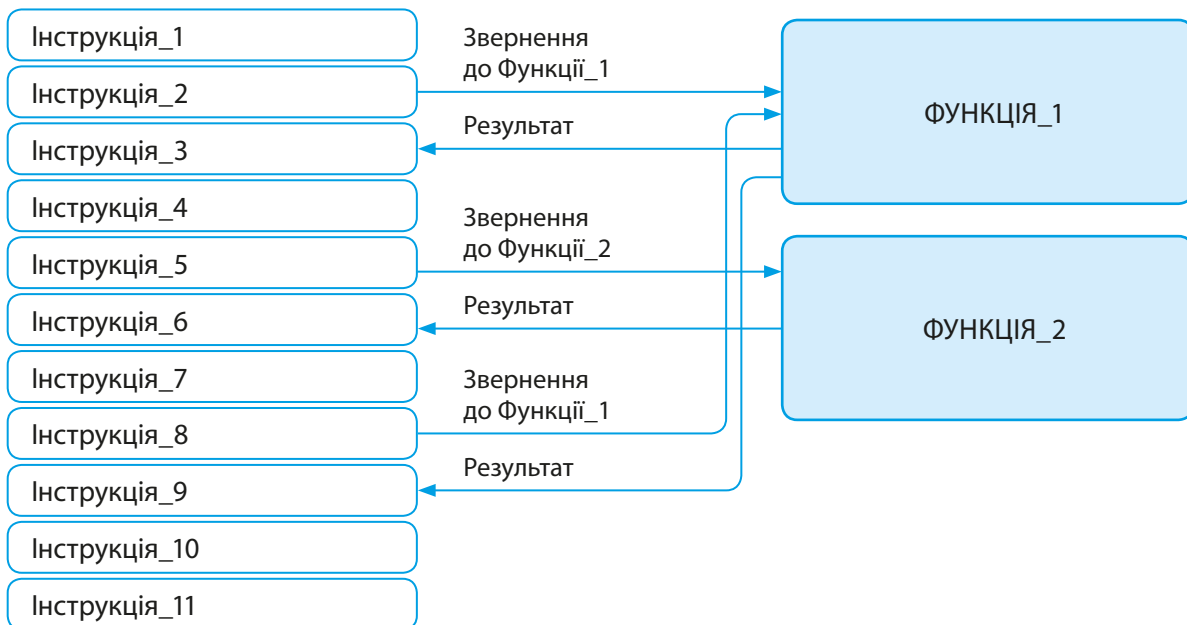 Інструкція_1
Інструкція_2
Інструкція_3
Інструкція_4
Інструкція_5
Інструкція_6
Інструкція_7
Інструкція_8
Інструкція_9
Інструкція_10
Інструкція_11
Звернення
до Функції_1
Результат
Звернення
до Функції_2
Результат
Звернення
до Функції_1
Результат
ФУНКЦІЯ_1
ФУНКЦІЯ_2